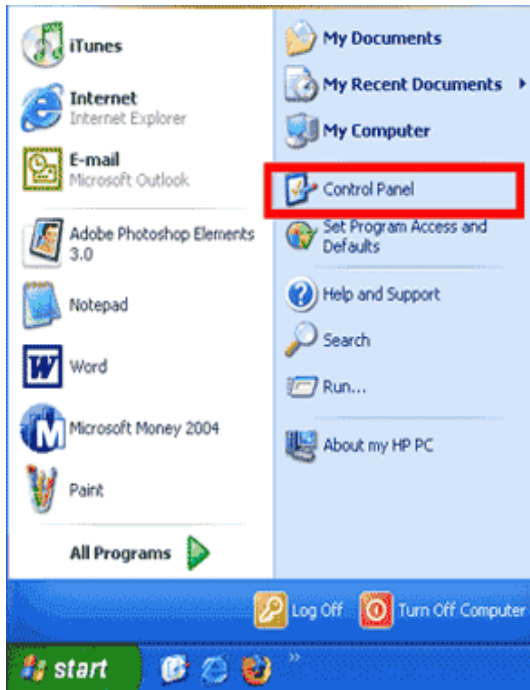 iTunes
Internet
Internet Explorer
E-mail
Microsoft Outlook
Adobe Photoshop Elements
3.0
Notepad
Word
Microsoft Money 2004
Paint
All Programs
My Documents
My Recent Documents
My Computer
Control Panel
Set Program Access and
Defaults
Help and Support
Search
Run...
About my HP PC
Log Off
Turn Off Computer
start